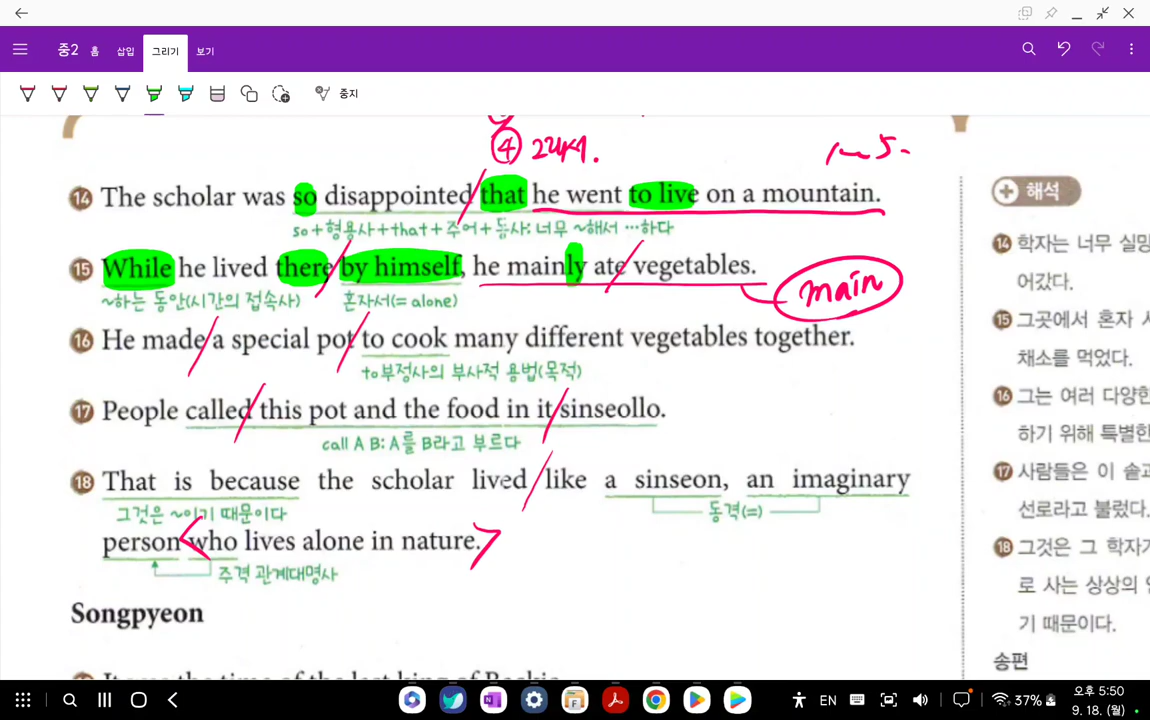 중2 홈 삽입 그리기 보기
중지
④
⑭ The scholar was so disappointed that he went to live on a mountain.
so+형용사+that+주어+동사: 너무 ~해서 …하다
⑮ While he lived there by himself, he mainly ate vegetables.
main
~하는 동안(시간의 접속사) 혼자서(= alone)
⑯ He made a special pot to cook many different vegetables together.
to부정사의 부사적 용법(목적)
⑰ People called this pot and the food in it sinseollo.
call A B: A를 B라고 부르다
⑱ That is because the scholar lived like a sinseon, an imaginary
그것은 ~이기 때문이다 동격(=)
person who lives alone in nature.
주격 관계대명사
Songpyeon
해석
⑭ 학자는 너무 실망
어갔다.
⑮ 그곳에서 혼자 사
채소를 먹었다.
⑯ 그는 여러 다양한
하기 위해 특별한
⑰ 사람들은 이 솥과
선로라고 불렀다.
⑱ 그것은 그 학자가
로 사는 상상의 인
기 때문이다.
송편
EN 37% 오후 5:50
9. 18. (월)